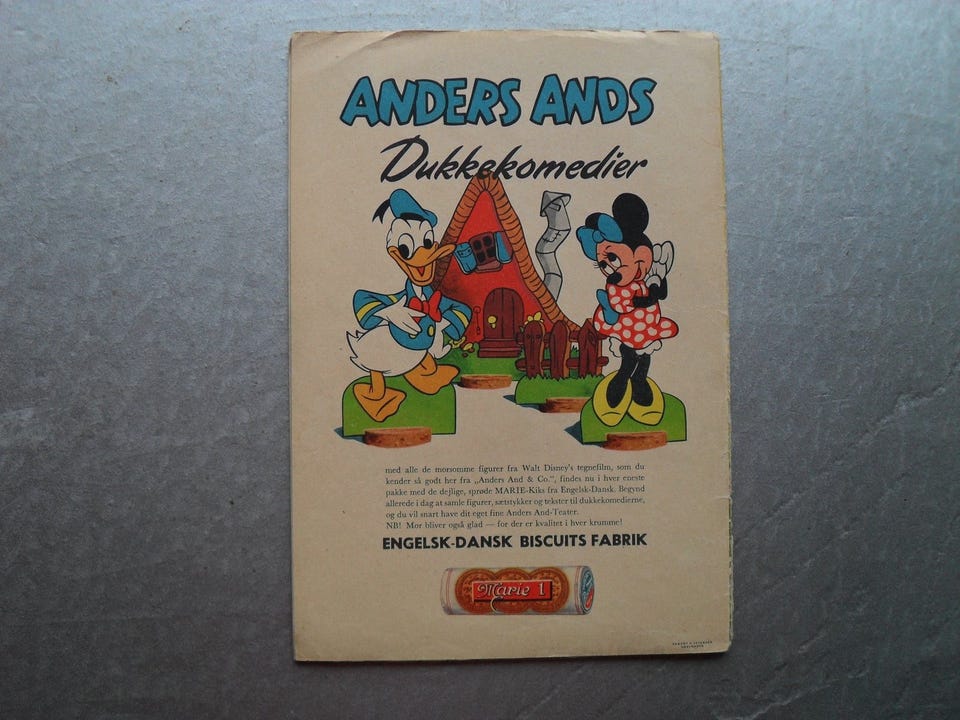 ANDERS ANDS
Dukkekomedier
med alle de morsomme figurer fra Walt Disney's tegnefilm, som du
kender så godt her fra „Anders And & Co.", findes nu i hver eneste
pakke med de dejlige, sprøde MARIE-Kiks fra Engelsk-Dansk. Begynd
allerede i dag at samle figurer, sætstykker og tekster til dukkekomedierne,
og du vil snart have dit eget fine Anders And-Teater.
NB! Mor bliver også glad — for der er kvalitet i hver krumme!
ENGELSK-DANSK BISCUITS FABRIK
Marie 1